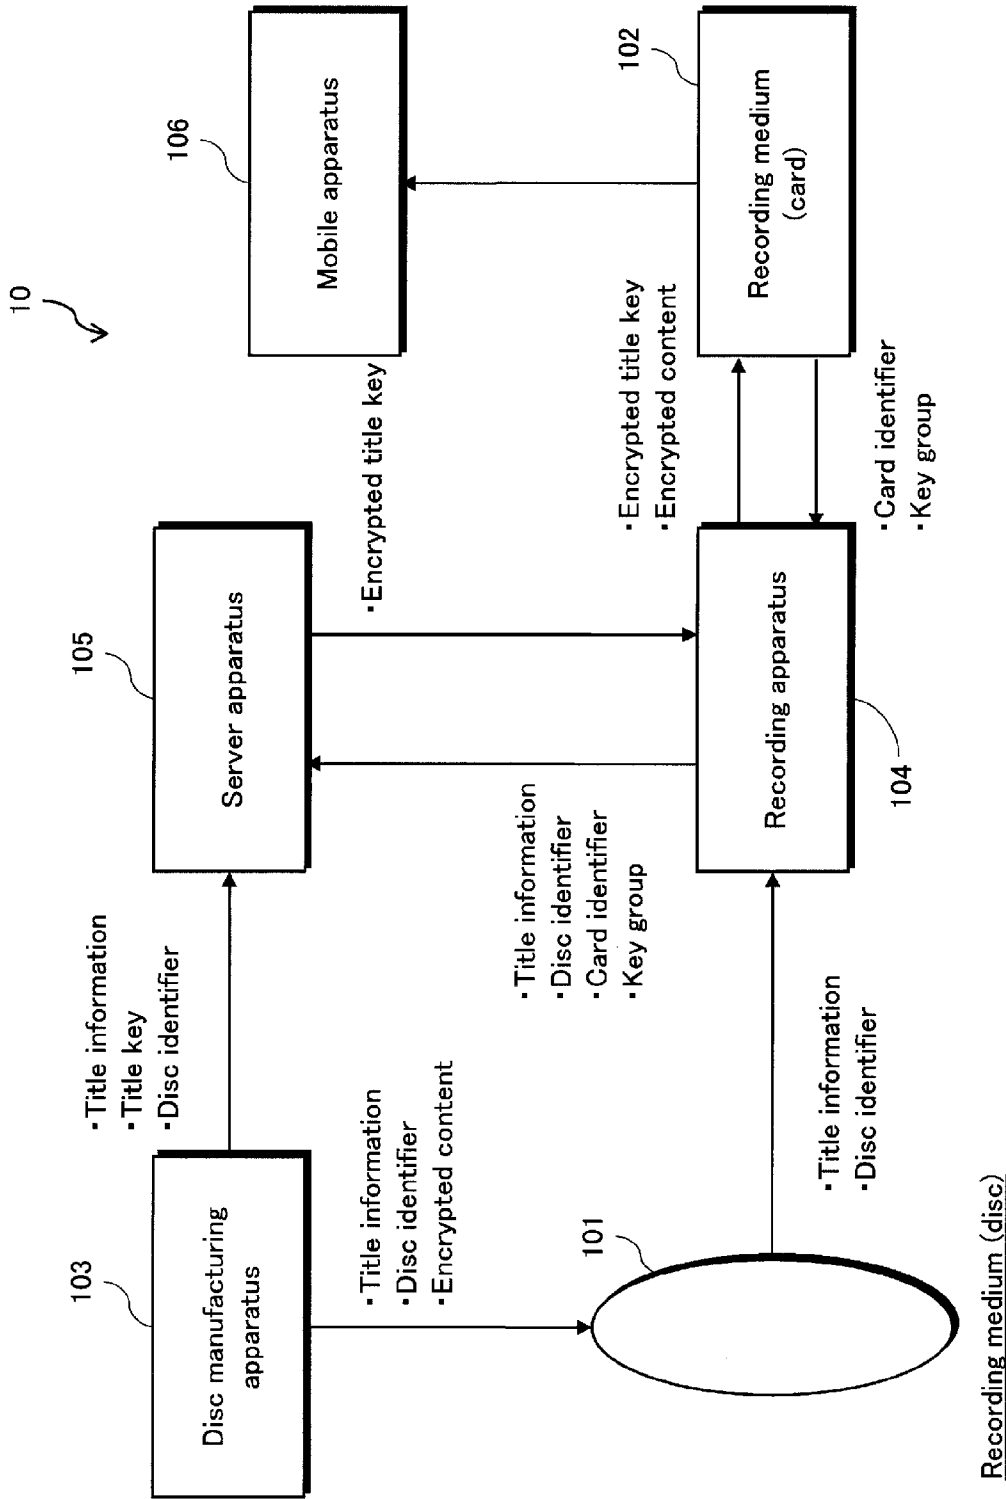 10
103
Disc manufacturing
apparatus
・Title information
・Title key
・Disc identifier
105
Server apparatus
106
Mobile apparatus
・Title information
・Disc identifier
・Encrypted content
・Title information
・Disc identifier
・Card identifier
・Key group
・Encrypted title key
101
・Title information
・Disc identifier
Recording apparatus
104
・Encrypted title key
・Encrypted content
・Card identifier
・Key group
102
Recording medium
(card)
Recording medium (disc)